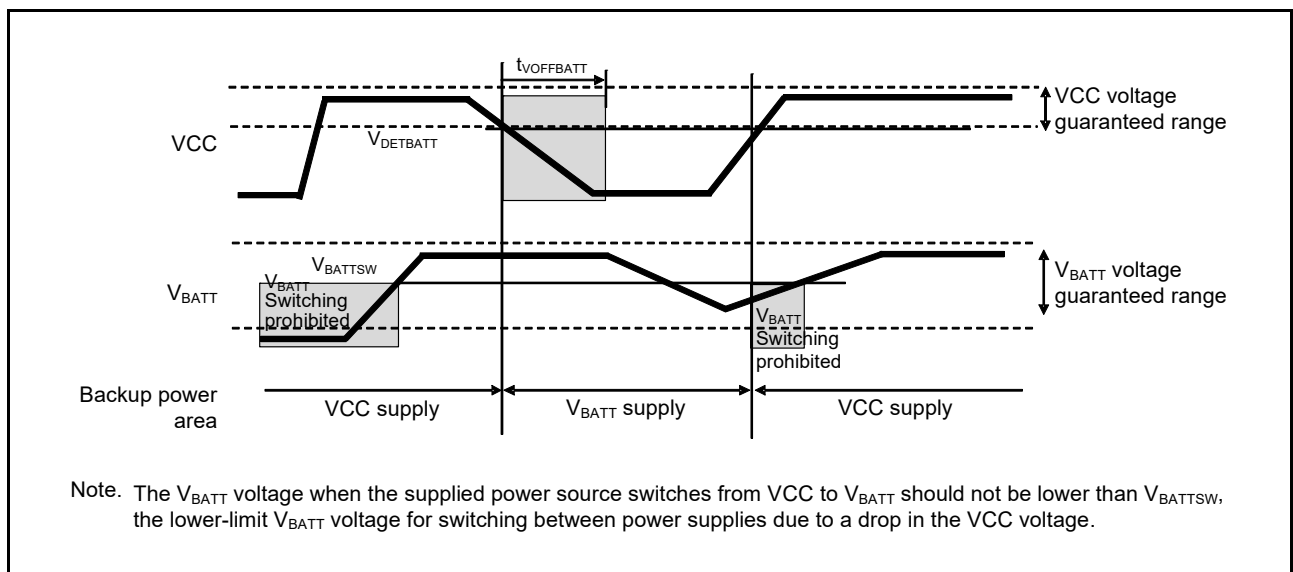 tVOFFBATT
VCC voltage
guaranteed range
VDETBATT
VCC
VBATTSW
VBATT
Switching
prohibited
VBATT
VBATT voltage
guaranteed range
VBATT
Switching
prohibited
Backup power
area
VCC supply
VBATT supply
VCC supply
Note. The VBATT voltage when the supplied power source switches from VCC to VBATT should not be lower than VBATTSW,
the lower-limit VBATT voltage for switching between power supplies due to a drop in the VCC voltage.